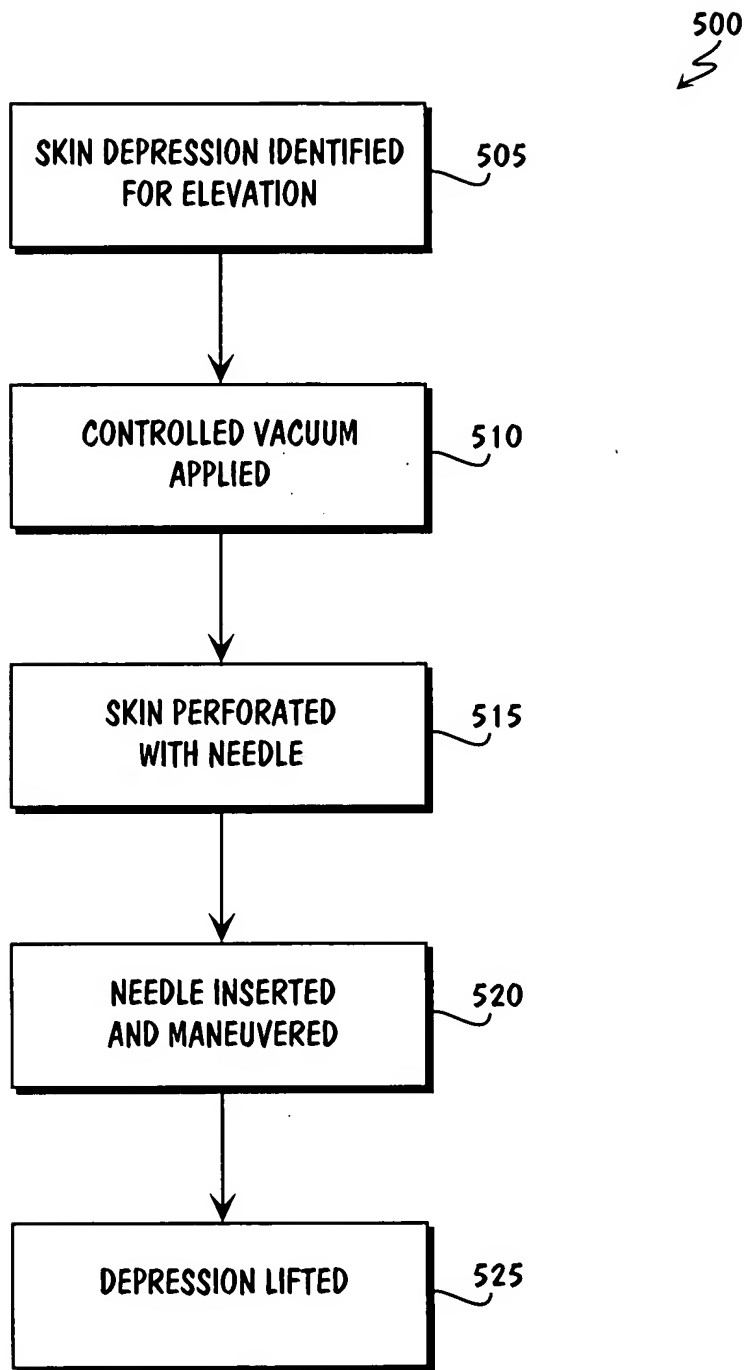 500
SKIN DEPRESSION IDENTIFIED
FOR ELEVATION
505
CONTROLLED VACUUM
APPLIED
510
SKIN PERFORATED
WITH NEEDLE
515
NEEDLE INSERTED
AND MANEUVERED
520
DEPRESSION LIFTED
525